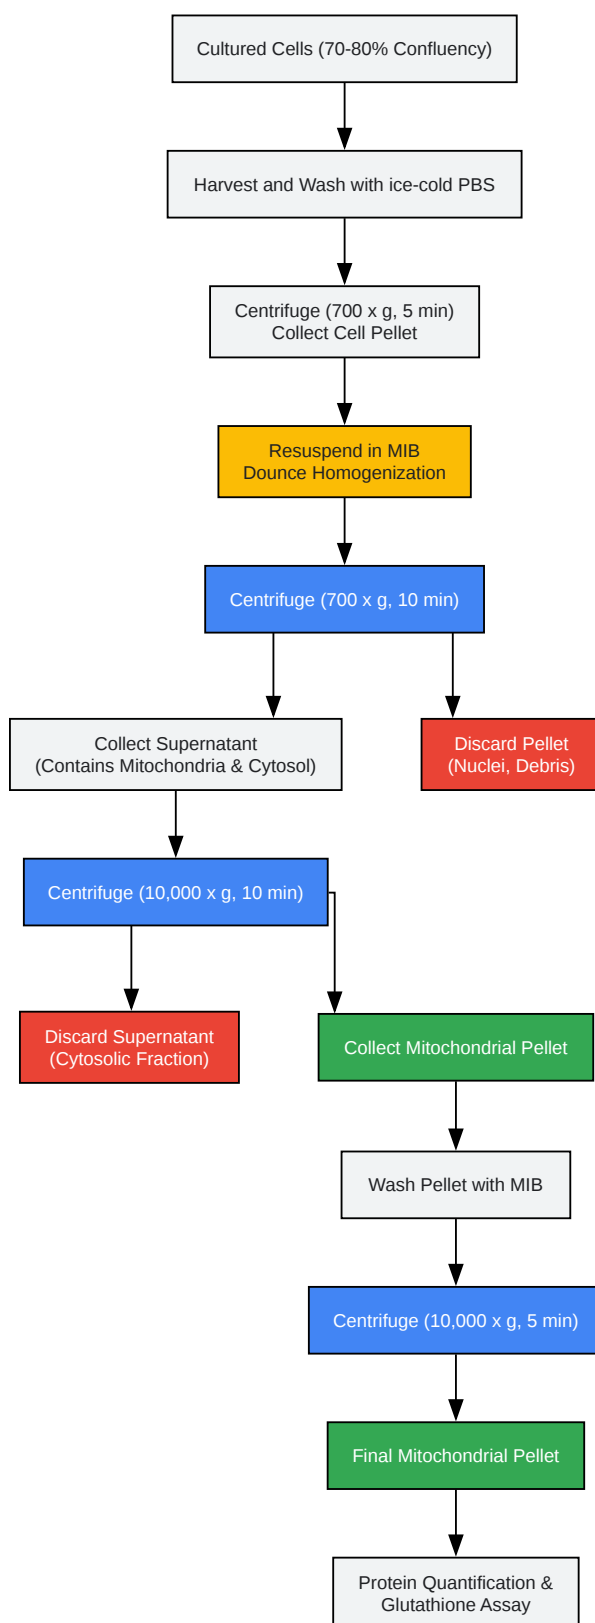 Cultured Cells (70-80% Confluency)
Harvest and Wash with ice-cold PBS
Centrifuge (700 x g, 5 min)
Collect Cell Pellet
Resuspend in MIB
Dounce Homogenization
Centrifuge (700 x g, 10 min)
Collect Supernatant
(Contains Mitochondria & Cytosol)
Discard Pellet
(Nuclei, Debris)
Centrifuge (10,000 x g, 10 min)
Discard Supernatant
(Cytosolic Fraction)
Collect Mitochondrial Pellet
Wash Pellet with MIB
Centrifuge (10,000 x g, 5 min)
Final Mitochondrial Pellet
Protein Quantification &
Glutathione Assay